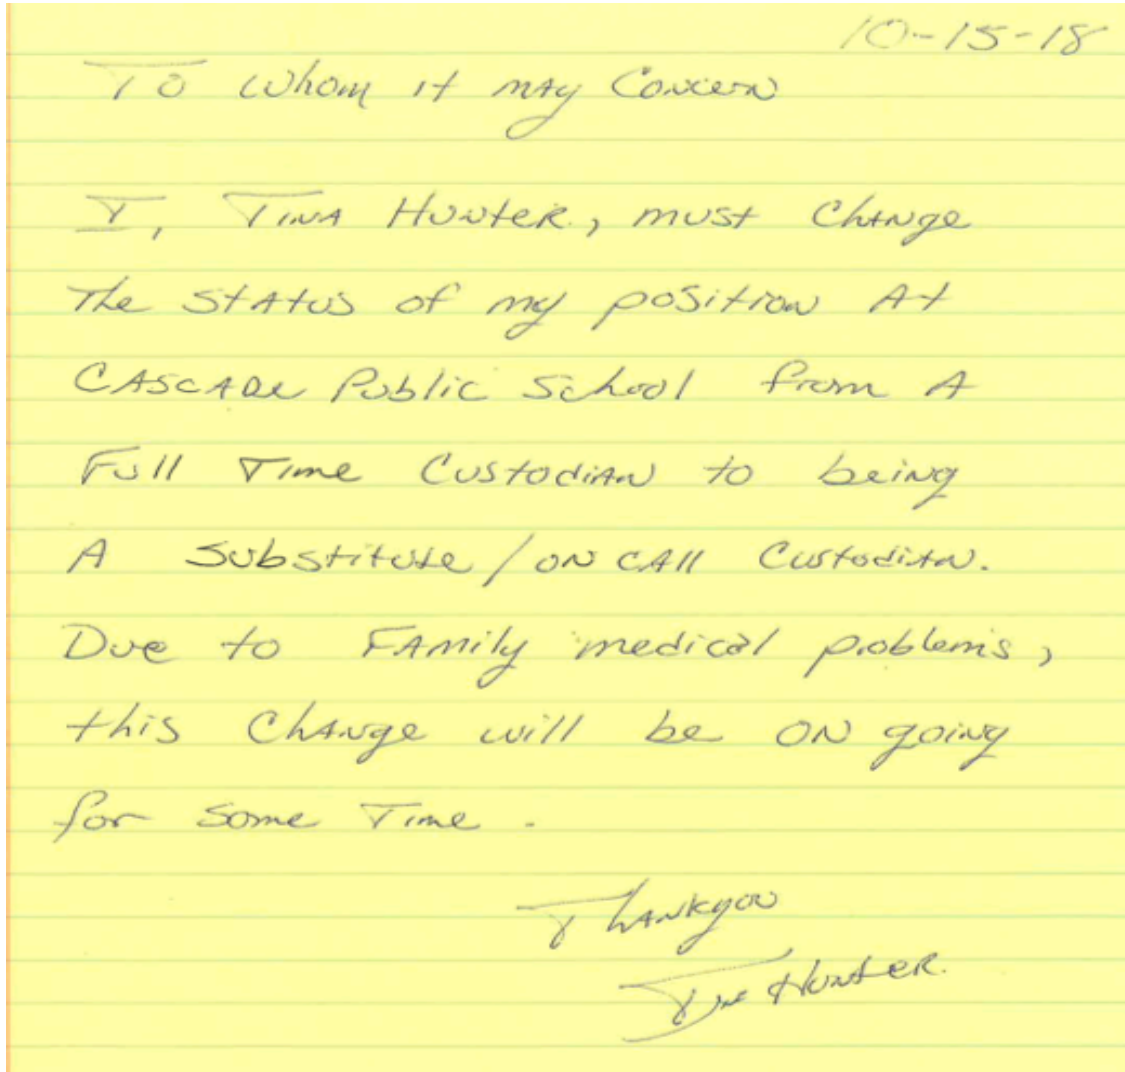 10-15-18
To whom it may Concern
I, Tina Hunter, must change
The status of my position At
CASCADE Public School from A
Full Time Custodian to being
A Substitute/on call Custodian.
Due to Family medical problems,
this Change will be on going
for some Time.
Thankyou
Tina Hunter